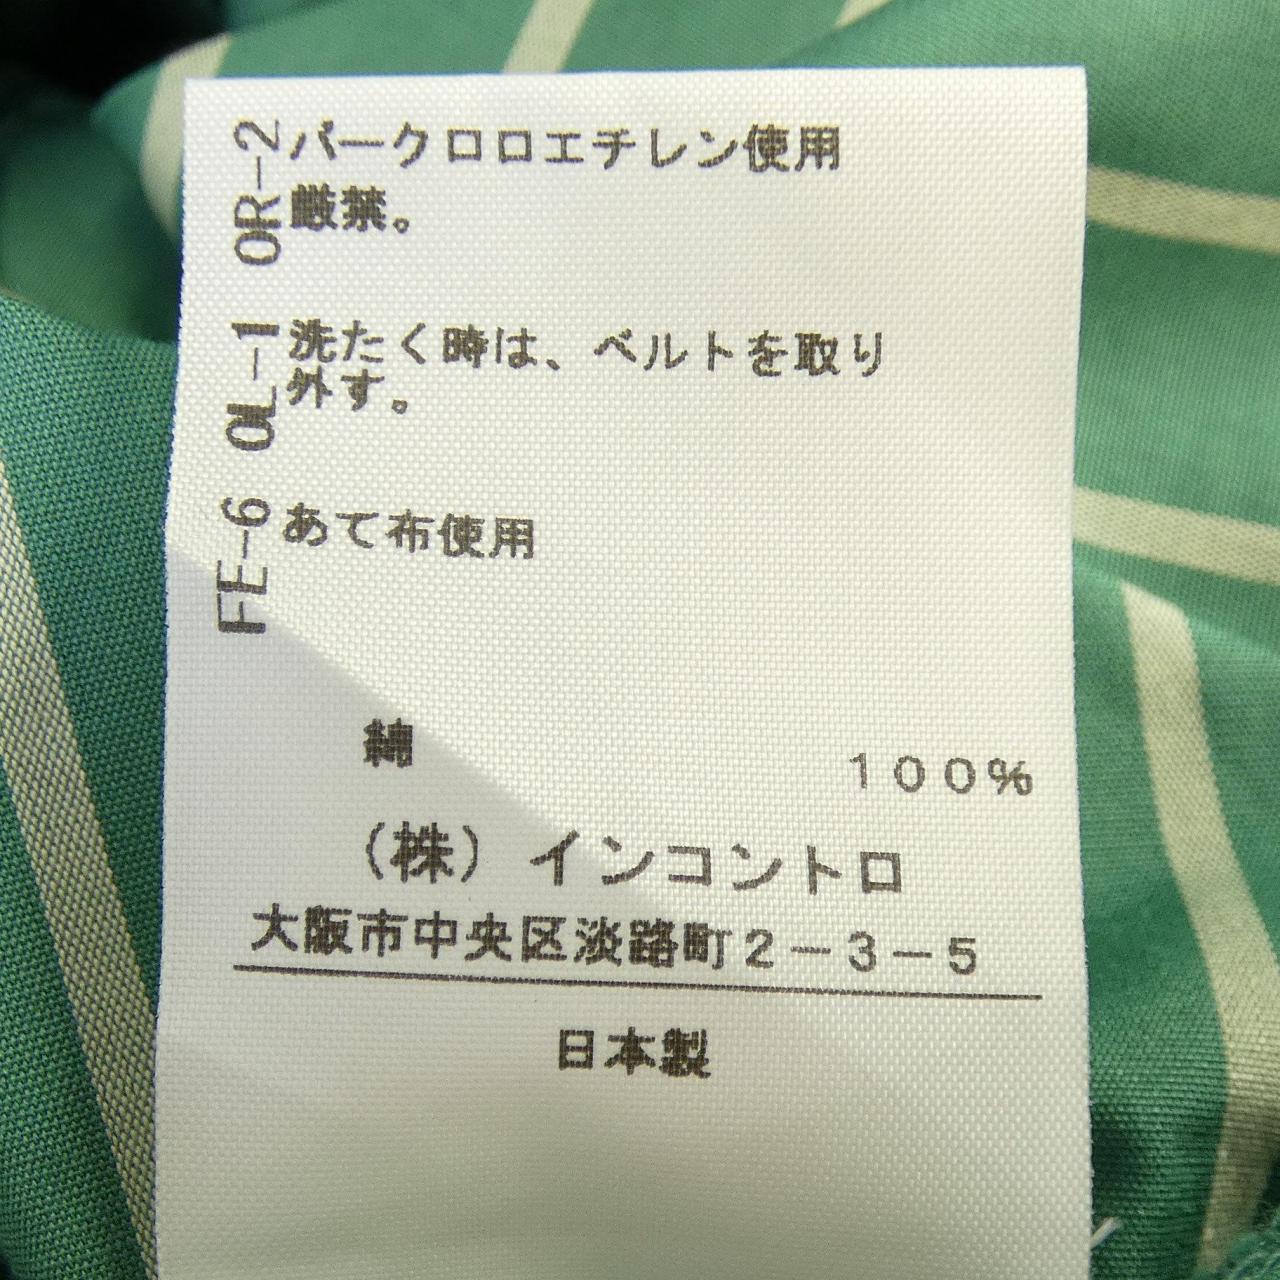 OR-2 パークロロエチレン使用
厳禁。
OL-1 洗たく時は、ベルトを取り
外す。
FE-6 あて布使用
綿 100%
(株) インコントロ
大阪市中央区淡路町2-3-5
日本製